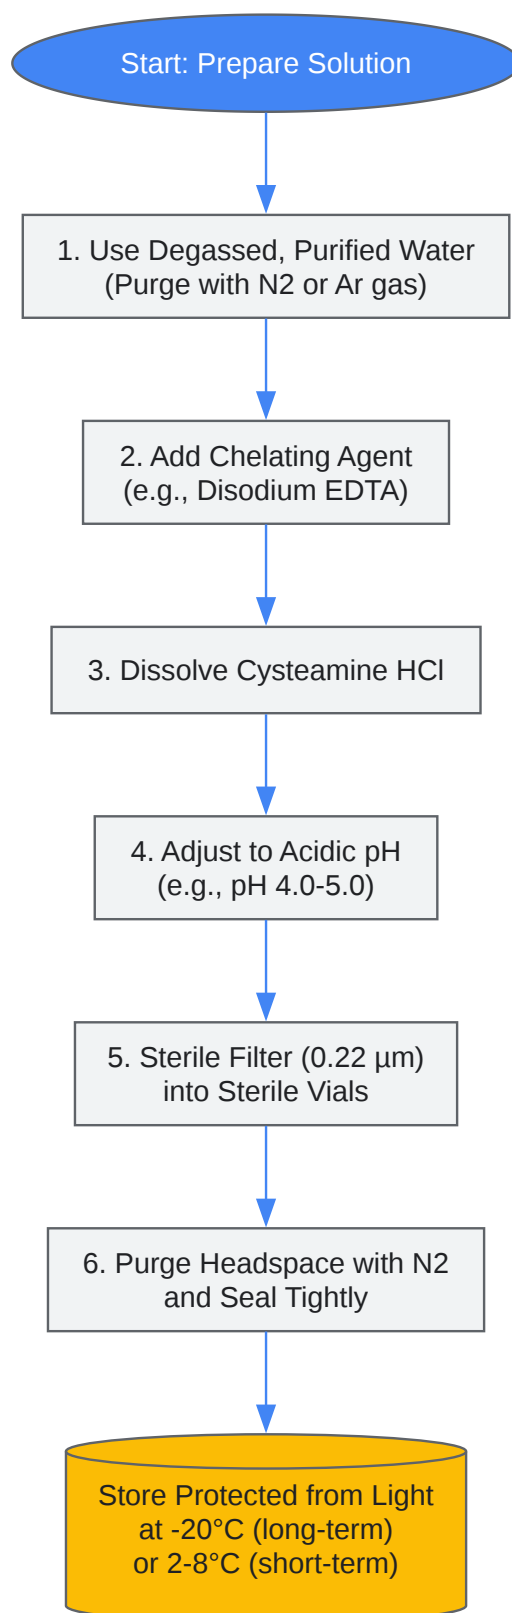 Start: Prepare Solution
1. Use Degassed, Purified Water
(Purge with N2 or Ar gas)
2. Add Chelating Agent
(e.g., Disodium EDTA)
3. Dissolve Cysteamine HCl
4. Adjust to Acidic pH
(e.g., pH 4.0-5.0)
5. Sterile Filter (0.22 µm)
into Sterile Vials
6. Purge Headspace with N2
and Seal Tightly
Store Protected from Light
at -20°C (long-term)
or 2-8°C (short-term)